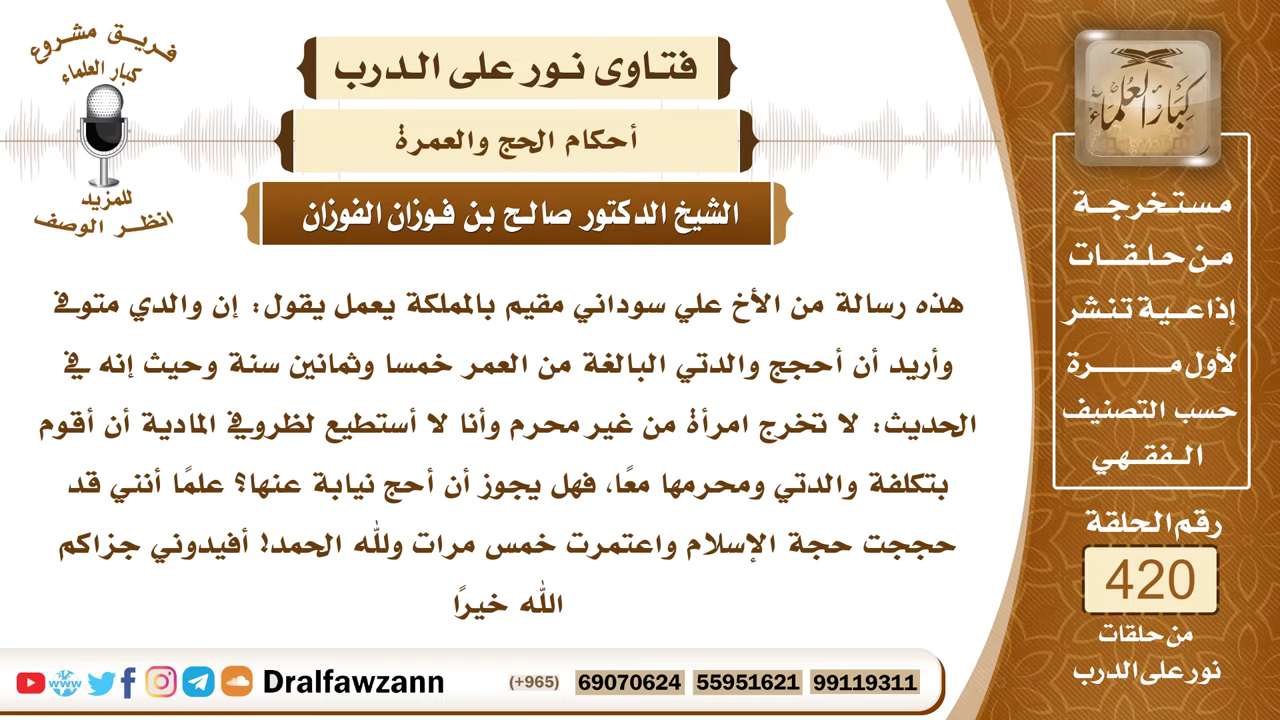 فريق مشروع
كبار العلماء
للمزيد
انظر الوصف
فتاوى نور على الدرب
أحكام الحج والعمرة
الشيخ الدكتور صالح بن فوزان الفوزان
هذه رسالة من الأخ علي سوداني مقيم بالمملكة يعمل يقول: إن والدي متوفى
وأريد أن أحجج والدتي البالغة من العمر خمسا وثمانين سنة وحيث إنه في
الحديث: لا تخرج امرأة من غير محرم وأنا لا أستطيع لظروفي المادية أن أقوم
بتكلفة والدتي ومحرمها معًا، فهل يجوز أن أحج نيابة عنها؟ علمًا أنني قد
حججت حجة الإسلام واعتمرت خمس مرات ولله الحمد! أفيدوني جزاكم
الله خيرًا
كبار العلماء
مستخرجة
من حلقات
إذاعية تنشر
لأول مرة
حسب التصنيف
الفقهي
رقم الحلقة
420
من حلقات
نور على الدرب
www
Dralfawzann
(+965) 69070624 55951621 99119311